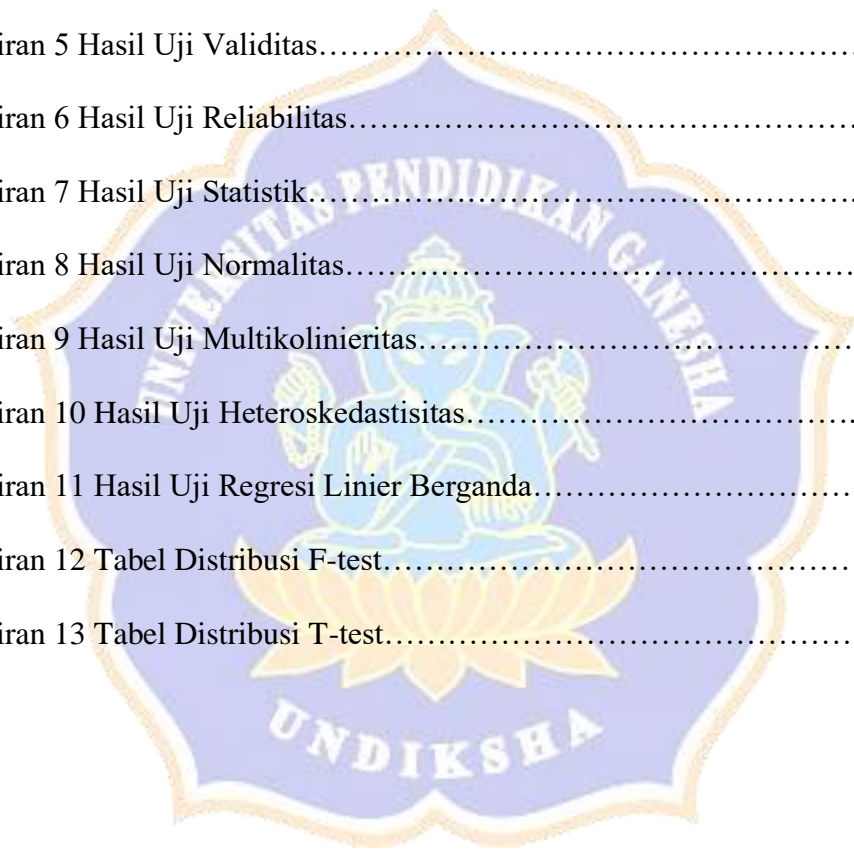 iran 5 Hasil Uji Validitas……………………………………………….
iran 6 Hasil Uji Reliabilitas…………………………………………….
iran 7 Hasil Uji Statistik………………………………………………..
iran 8 Hasil Uji Normalitas……………………………………………
iran 9 Hasil Uji Multikolinieritas……………………………………….
iran 10 Hasil Uji Heteroskedastisitas…………………………………..
iran 11 Hasil Uji Regresi Linier Berganda……………………………
iran 12 Tabel Distribusi F-test…………………………………………
iran 13 Tabel Distribusi T-test…………………………………………
UNIVERSITAS PENDIDIKAN GANESHA
UNDIKSHA